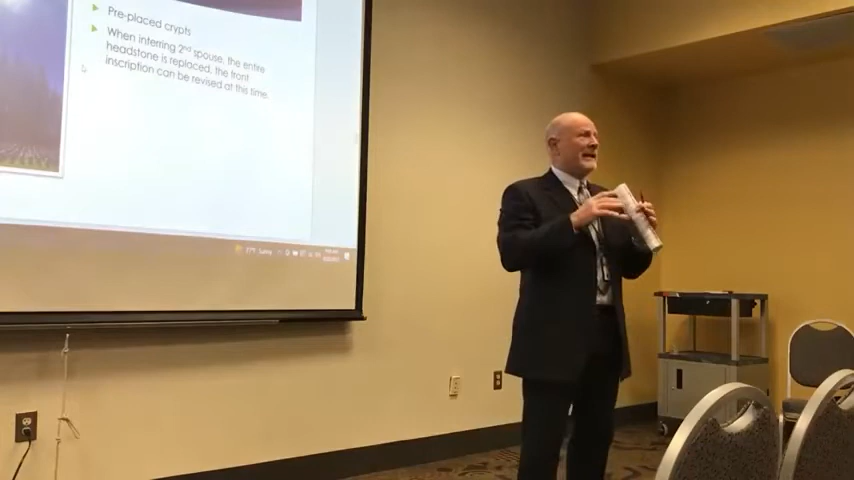 Pre-placed crypts
When inferring 2nd spouse, the entire
headstone is replaced, the front
inscription can be revised at this time.